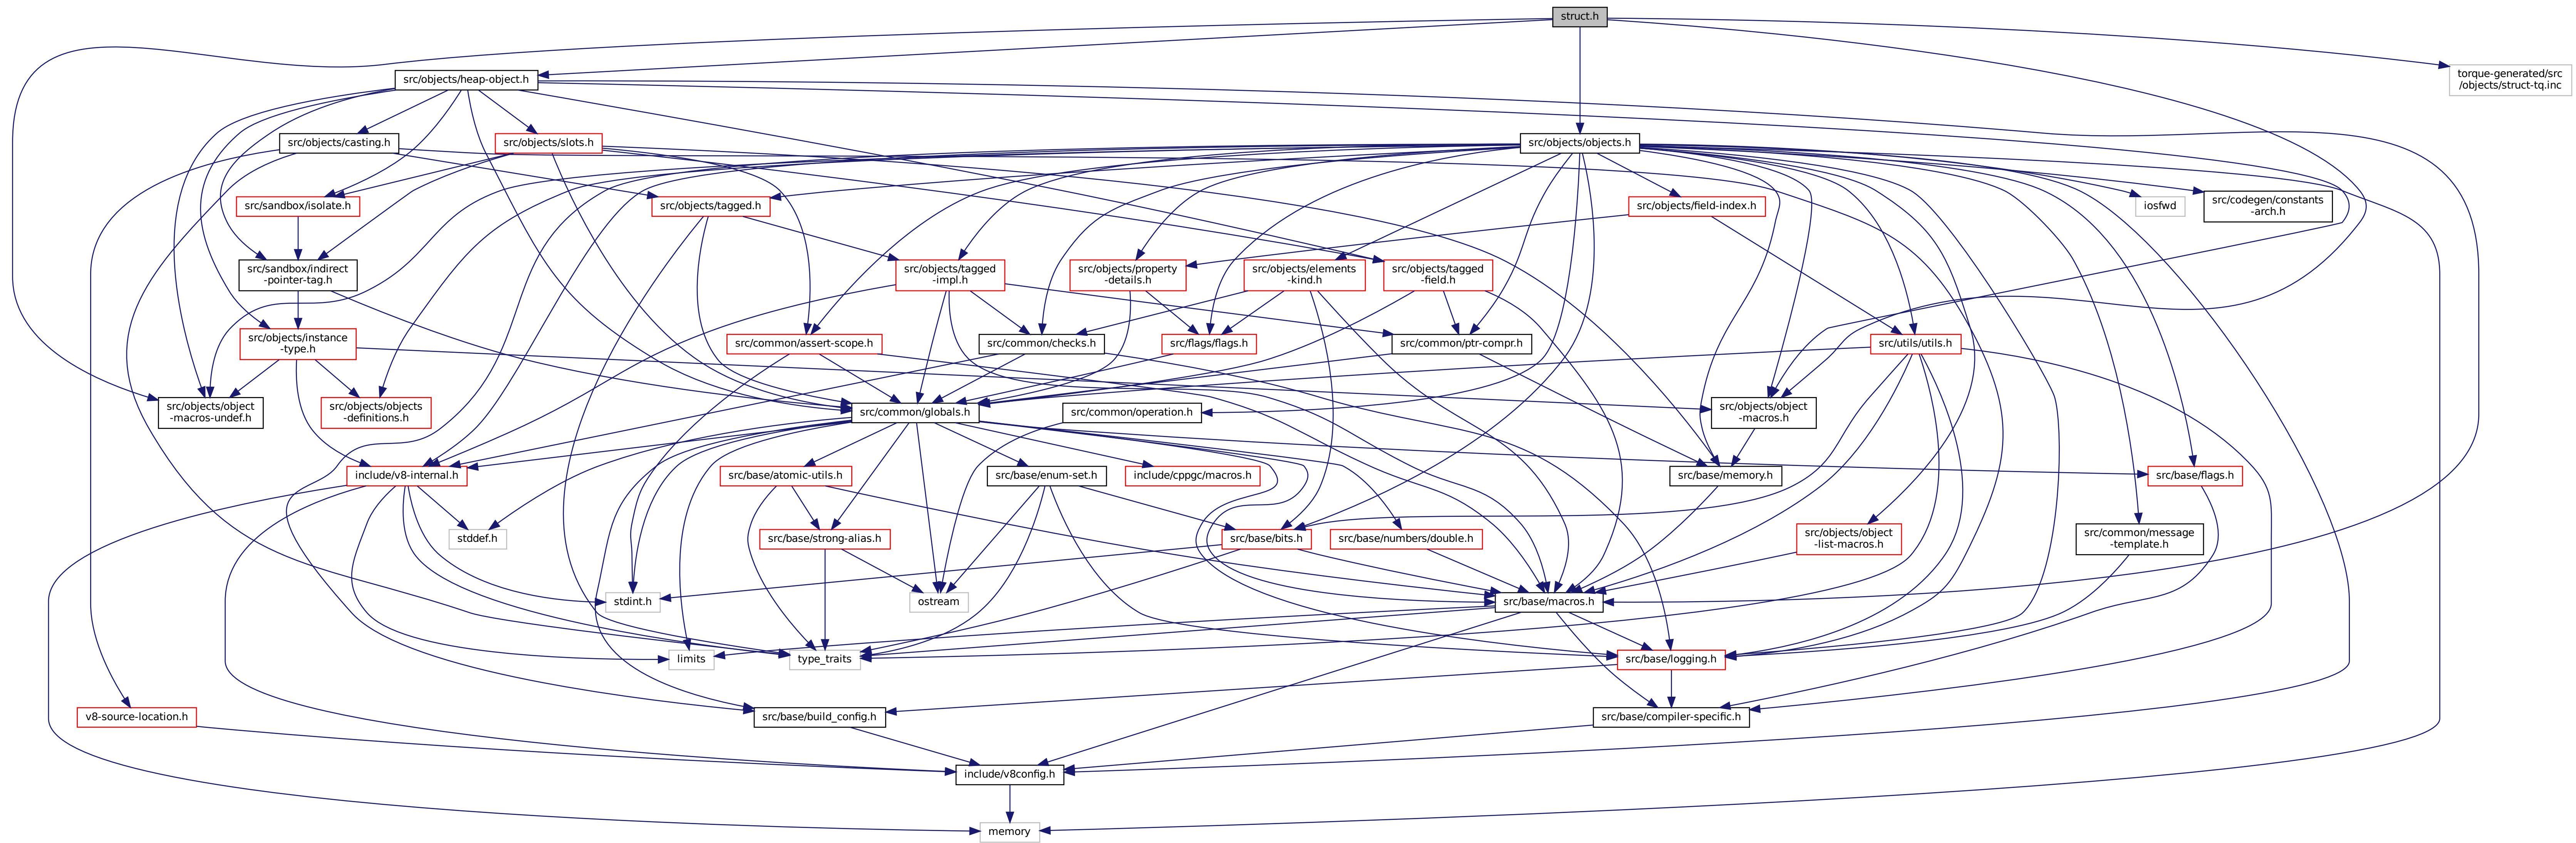 struct.h
src/objects/heap-object.h
torque-generated/src
/objects/struct-tq.inc
src/objects/casting.h
src/objects/slots.h
src/objects/objects.h
src/sandbox/isolate.h
src/objects/tagged.h
src/objects/field-index.h
iosfwd
src/codegen/constants
-arch.h
src/sandbox/indirect
-pointer-tag.h
src/objects/tagged
-impl.h
src/objects/property
-details.h
src/objects/elements
-kind.h
src/objects/tagged
-field.h
src/objects/instance
-type.h
src/common/assert-scope.h
src/common/checks.h
src/flags/flags.h
src/common/ptr-compr.h
src/utils/utils.h
src/objects/object
-macros-undef.h
src/objects/objects
-definitions.h
src/common/globals.h
src/common/operation.h
src/objects/object
-macros.h
include/v8-internal.h
src/base/atomic-utils.h
src/base/enum-set.h
include/cppgc/macros.h
src/base/memory.h
src/base/flags.h
stddef.h
src/base/strong-alias.h
src/base/bits.h
src/base/numbers/double.h
src/objects/object
-list-macros.h
src/common/message
-template.h
stdint.h
ostream
src/base/macros.h
limits
type_traits
src/base/logging.h
v8-source-location.h
src/base/build_config.h
src/base/compiler-specific.h
include/v8config.h
memory